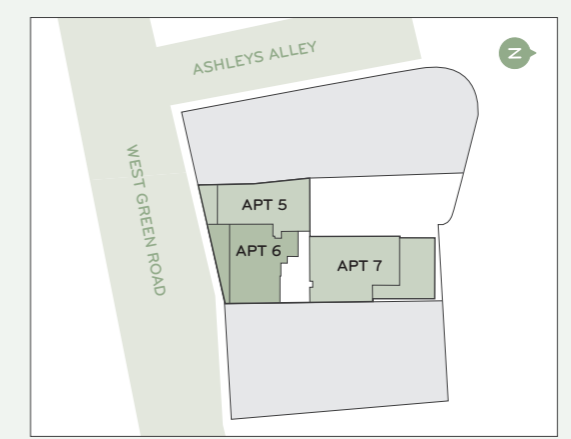 ASHLEYS ALLEY
N
WEST GREEN ROAD
APT 5
APT 6
APT 7